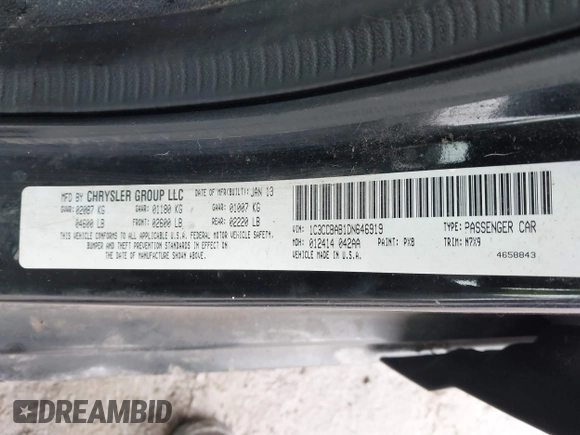 MFD BY CHRYSLER GROUP LLC DATE OF MFR(BUILT): JAN 13
GVWR: 02087 KG GAWR: 01180 KG GAWR: 01007 KG
04600 LB FRONT: 02600 LB REAR: 02220 LB
THIS VEHICLE CONFORMS TO ALL APPLICABLE U.S.A. FEDERAL MOTOR VEHICLE SAFETY,
BUMPER AND THEFT PREVENTION STANDARDS IN EFFECT ON
THE DATE OF MANUFACTURE SHOWN ABOVE.
VIN: 1C3CCBAB1DN646919 TYPE: PASSENGER CAR
MDH: 012414 042AA PAINT: PX8 TRIM: M7X9
VEHICLE MADE IN U.S.A. 4658843
DREAMBID